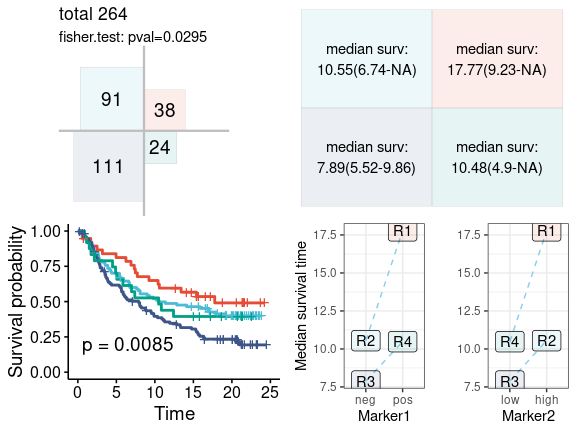 total 264
fisher.test: pval=0.0295
91
38
24
111
median surv:
10.55(6.74-NA)
median surv:
17.77(9.23-NA)
median surv:
7.89(5.52-9.86)
median surv:
10.48(4.9-NA)
Survival probability
1.00
0.75
0.50
0.25
0.00
p = 0.0085
0 5 10 15 20 25
Time
Median survival time
17.5
15.0
12.5
10.0
7.5
R1
R2
R4
R3
neg pos
Marker1
17.5
15.0
12.5
10.0
7.5
R1
R4
R2
R3
low high
Marker2